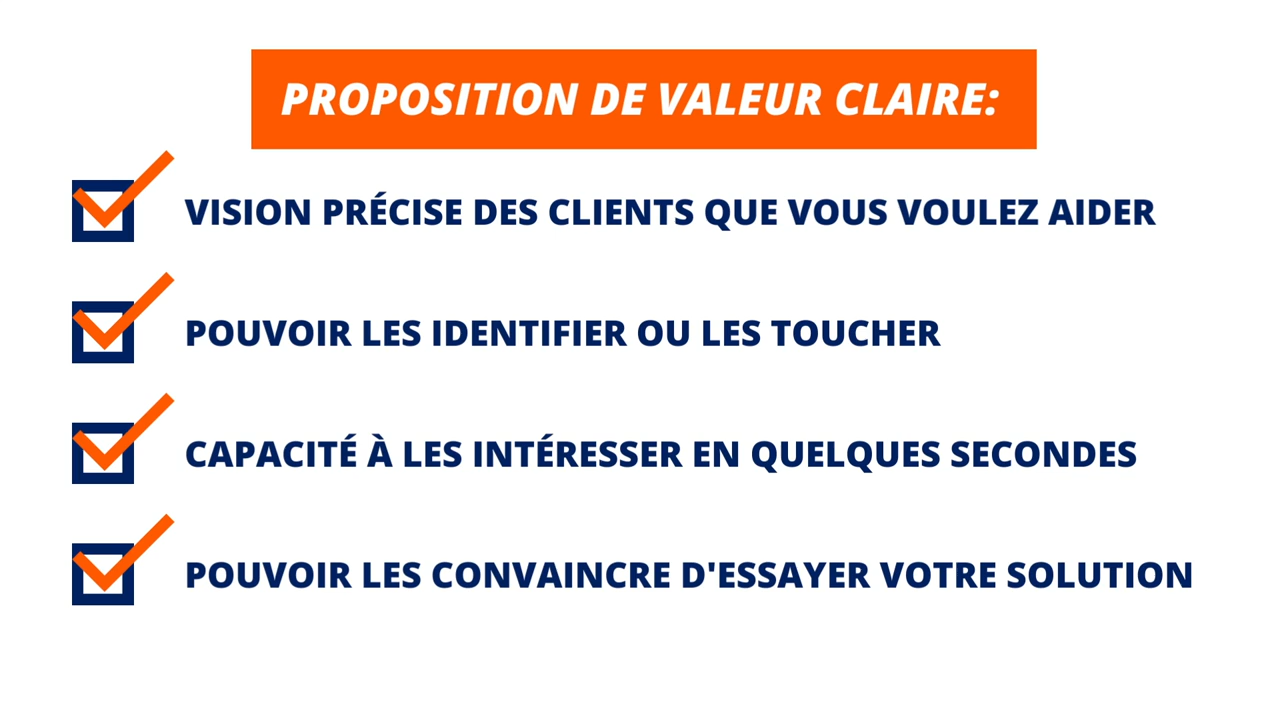 PROPOSITION DE VALEUR CLAIRE:
VISION PRÉCISE DES CLIENTS QUE VOUS VOULEZ AIDER
POUVOIR LES IDENTIFIER OU LES TOUCHER
CAPACITÉ À LES INTÉRESSER EN QUELQUES SECONDES
POUVOIR LES CONVAINCRE D'ESSAYER VOTRE SOLUTION